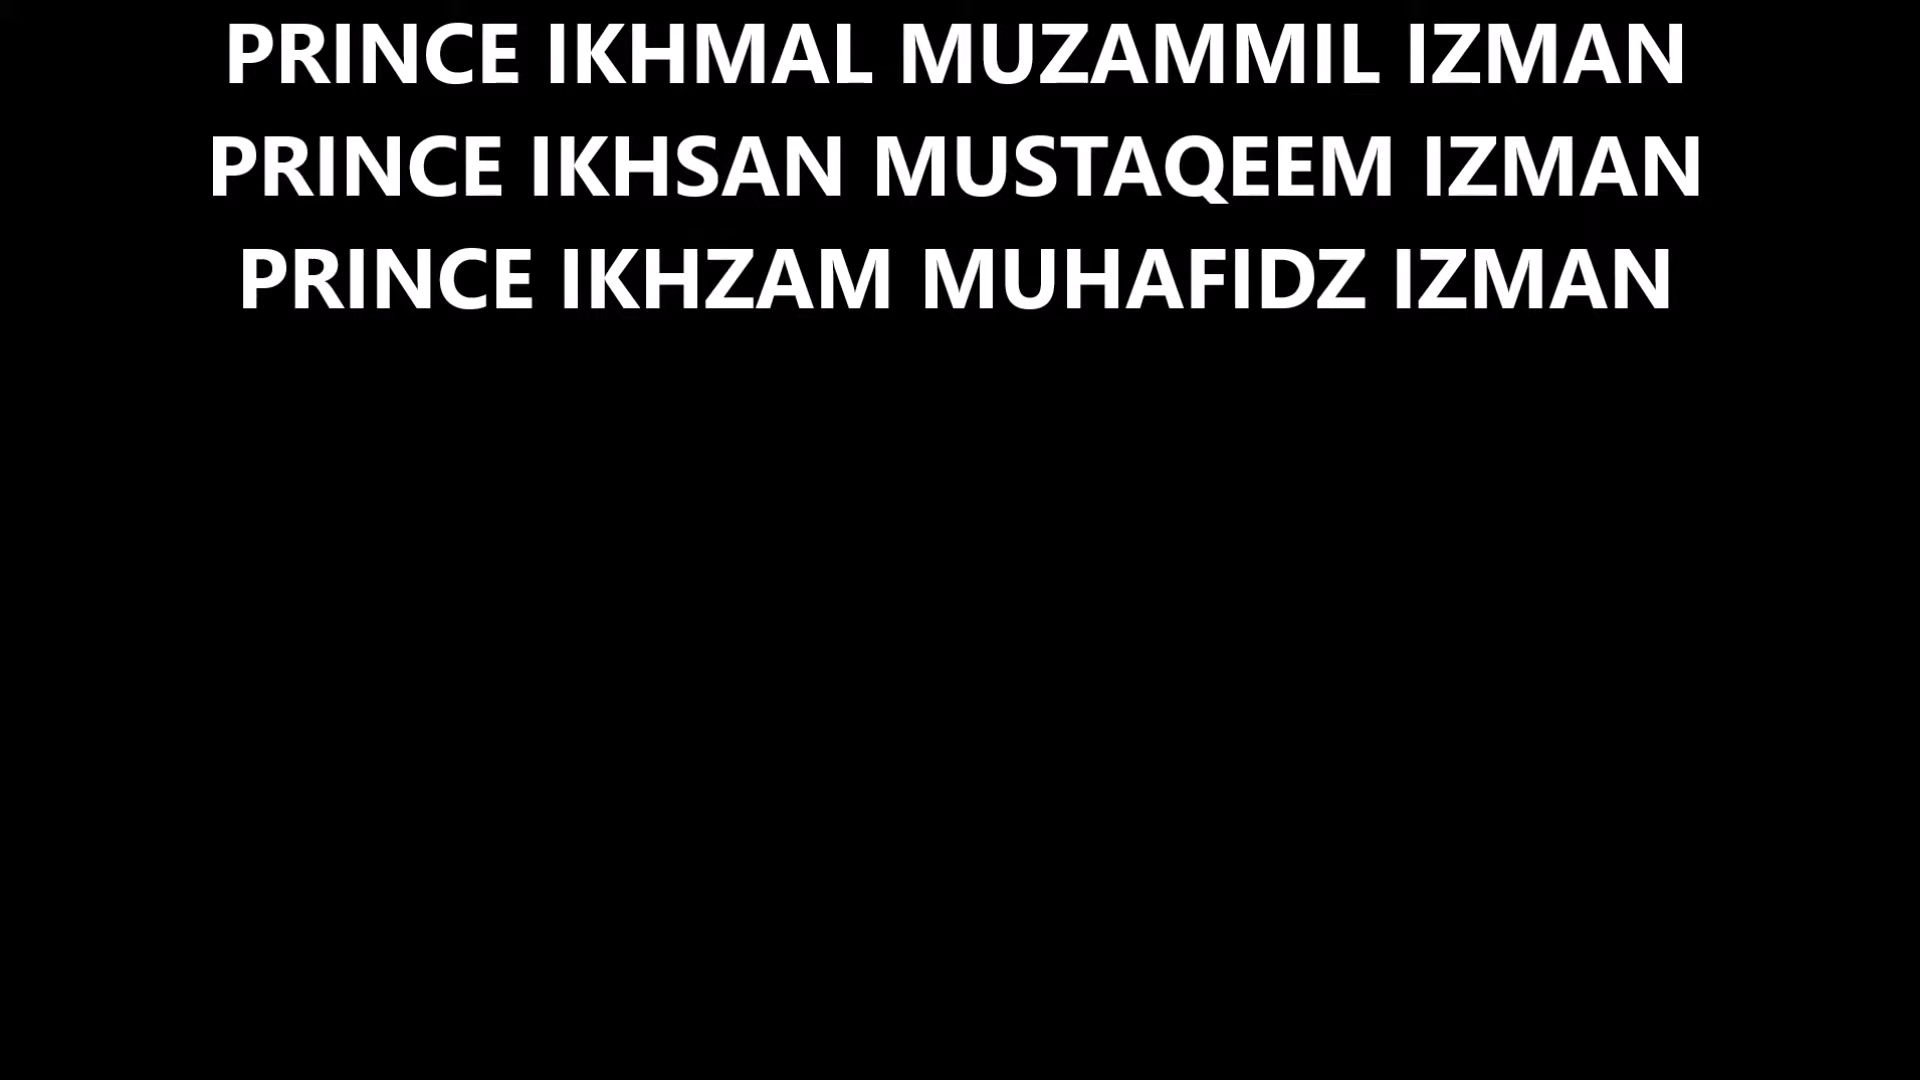 PRINCE IKHMAL MUZAMMIL IZMAN
PRINCE IKHSAN MUSTAQEEM IZMAN
PRINCE IKHZAM MUHAFIDZ IZMAN